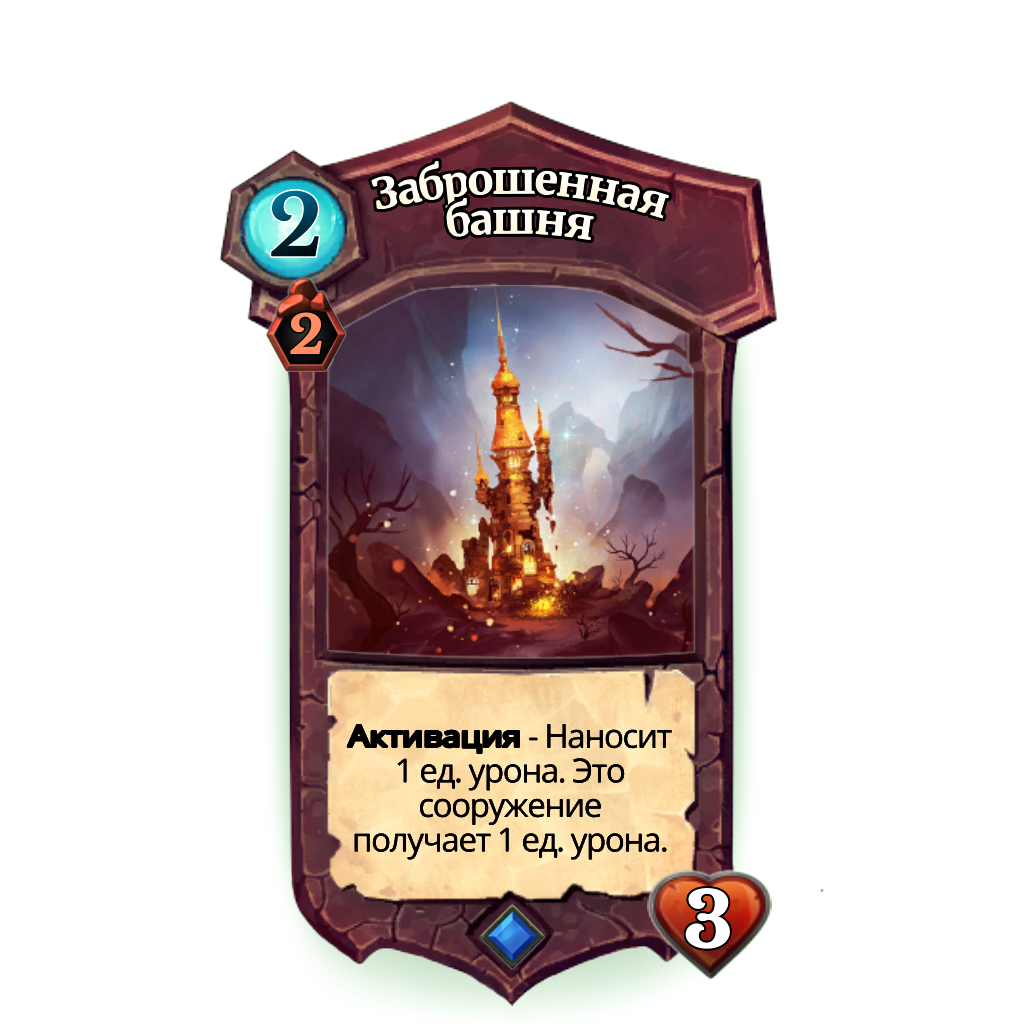 2
Заброшенная
башня
2
Активация - Наносит
1 ед. урона. Это
сооружение
получает 1 ед. урона.
3